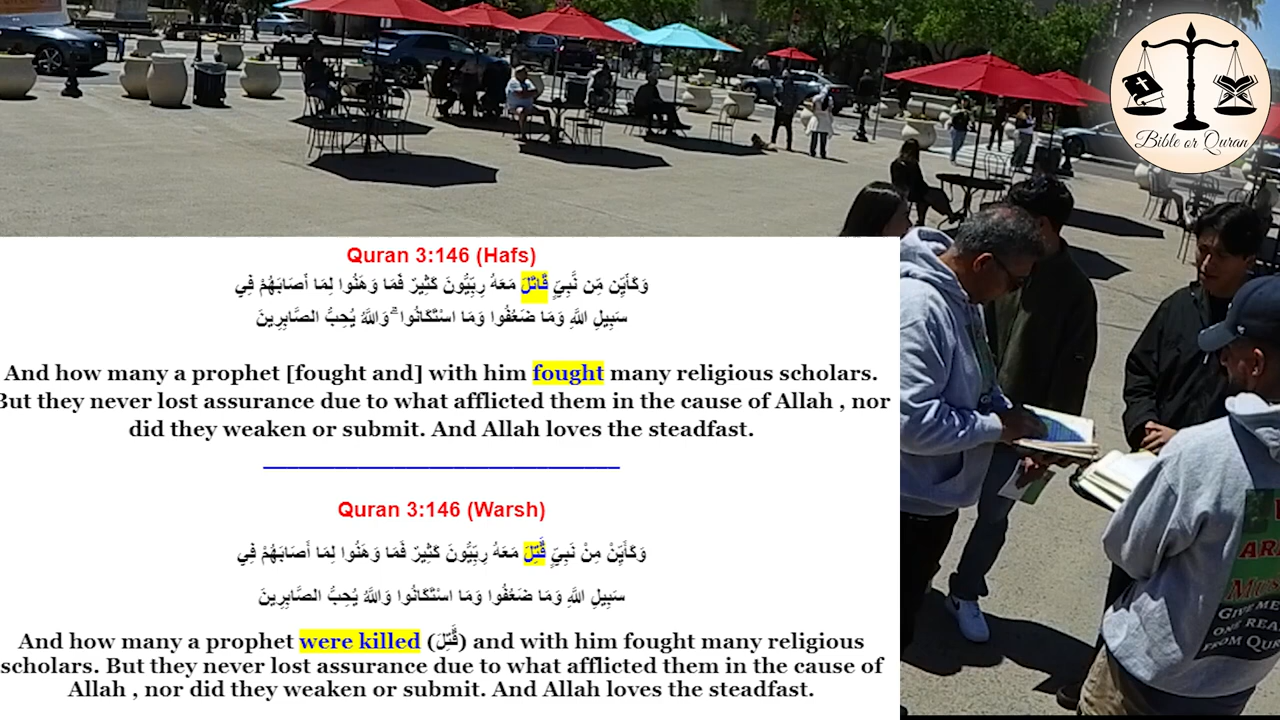 Bible or Quran
Quran 3:146 (Hafs)
وَكَأَيِّن مِّن نَّبِيٍّ قَاتَلَ مَعَهُ رِبِّيُّونَ كَثِيرٌ فَمَا وَهَنُوا لِمَا أَصَابَهُمْ فِي
سَبِيلِ اللَّهِ وَمَا ضَعُفُوا وَمَا اسْتَكَانُوا ۗ وَاللَّهُ يُحِبُّ الصَّابِرِينَ
And how many a prophet [fought and] with him fought many religious scholars.
But they never lost assurance due to what afflicted them in the cause of Allah , nor
did they weaken or submit. And Allah loves the steadfast.
Quran 3:146 (Warsh)
وَكَأَيِّنْ مِنْ نَبِيٍّ قُتِلَ مَعَهُ رِبِّيُّونَ كَثِيرٌ فَمَا وَهَنُوا لِمَا أَصَابَهُمْ فِي
سَبِيلِ اللَّهِ وَمَا ضَعُفُوا وَمَا اسْتَكَانُوا وَاللَّهُ يُحِبُّ الصَّابِرِينَ
And how many a prophet were killed (قُتِلَ) and with him fought many religious
scholars. But they never lost assurance due to what afflicted them in the cause of
Allah , nor did they weaken or submit. And Allah loves the steadfast.
GIVE ME
ONE REA
FROM QUR